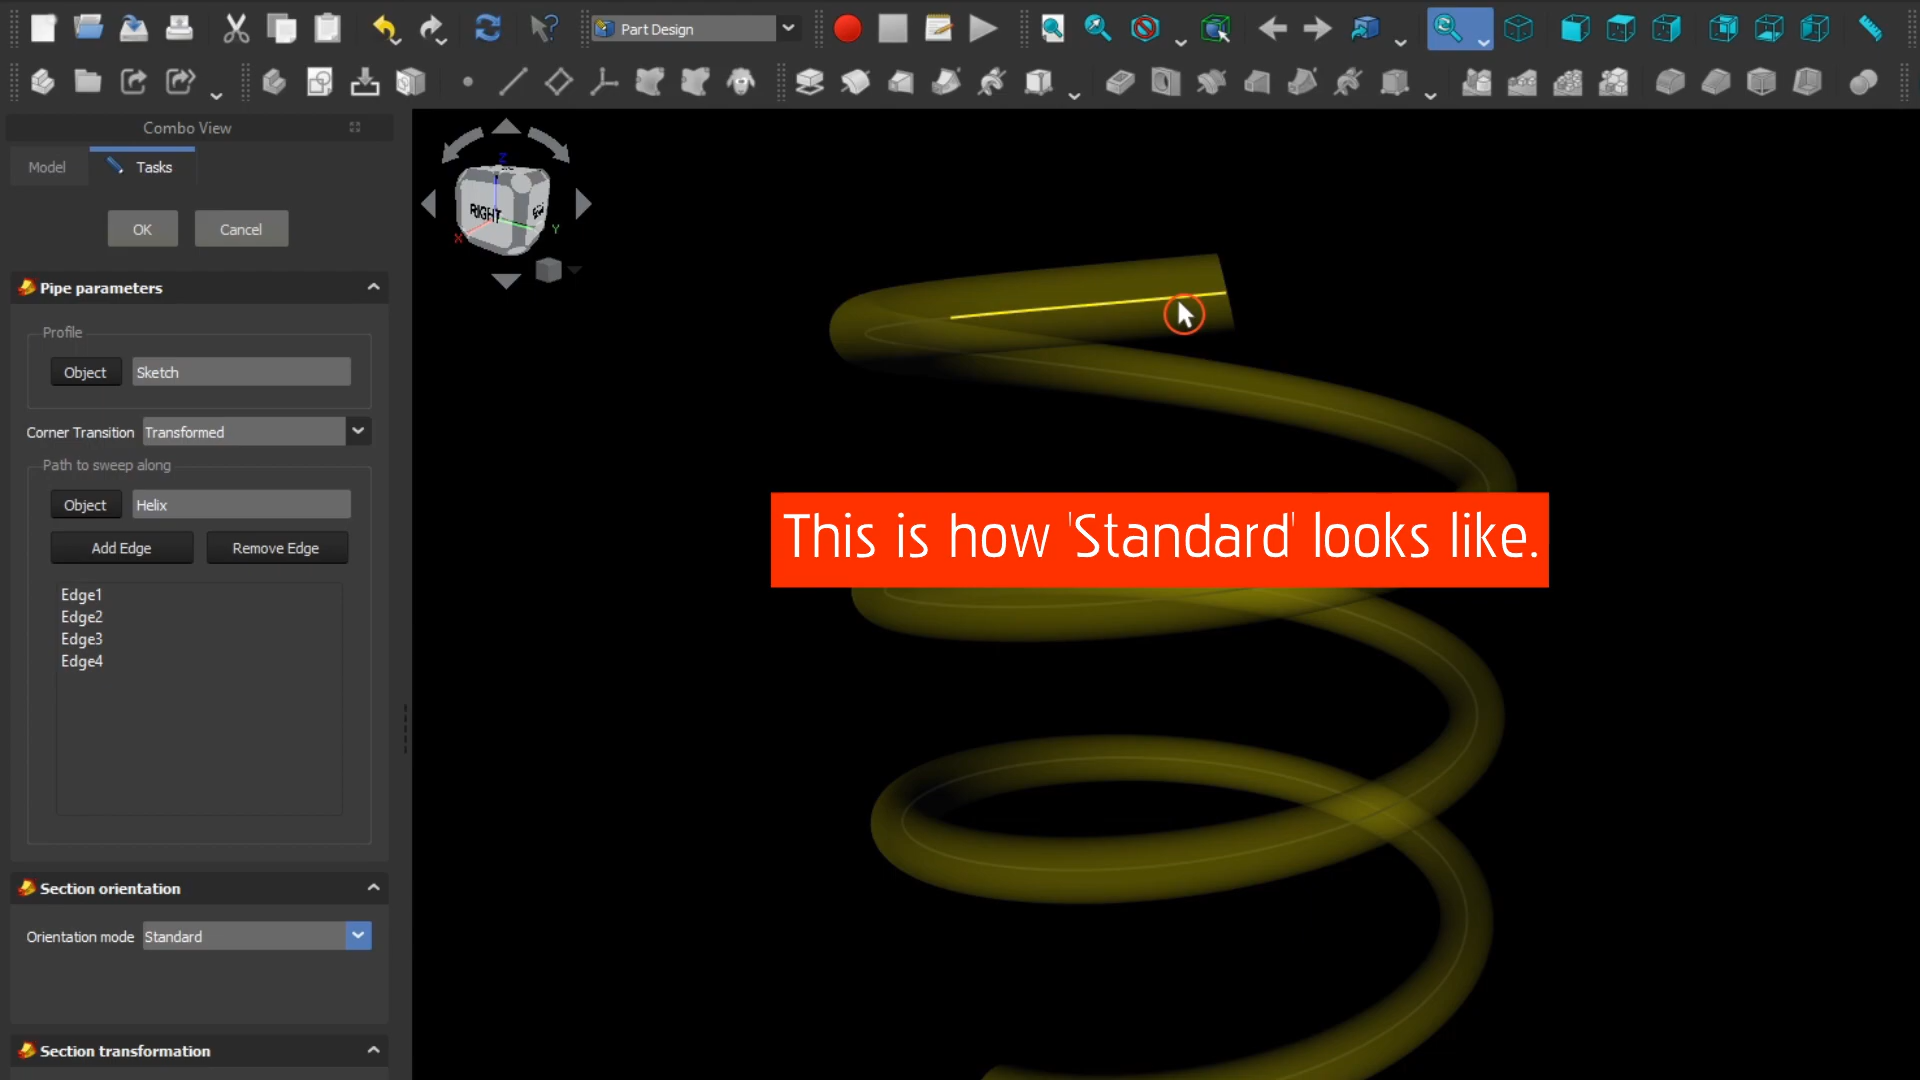 Part Design
Combo View
Model
Tasks
OK
Cancel
Pipe parameters
Profile
Object
Sketch
Corner Transition
Transformed
Path to sweep along
Object
Helix
Add Edge
Remove Edge
Edge1
Edge2
Edge3
Edge4
Section orientation
Orientation mode
Standard
Section transformation
Z
RIGHT
X
Y
This is how 'Standard' looks like.